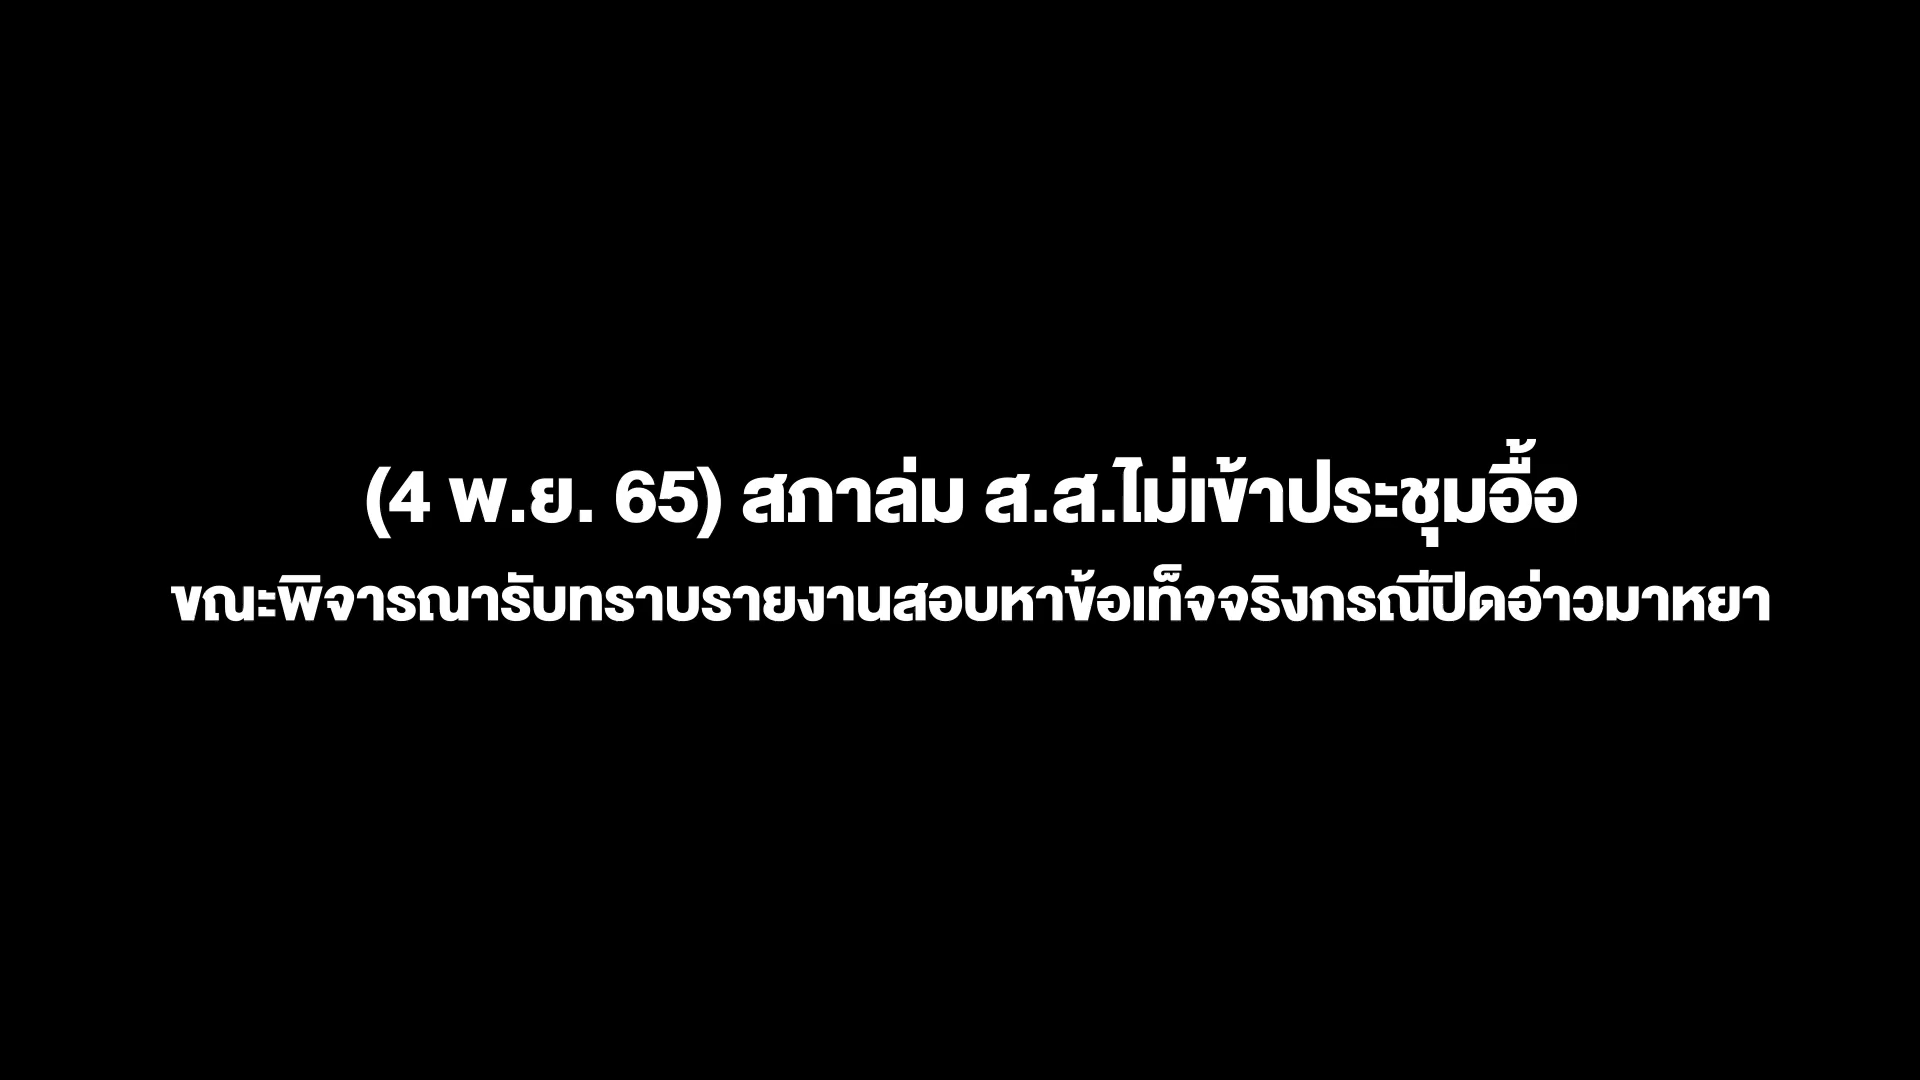 (4 พ.ย. 65) สภาล่ม ส.ส.ไม่เข้าประชุมอื้อ
ขณะพิจารณารับทราบรายงานสอบหาข้อเท็จจริงกรณีปิดอ่าวมาหยา